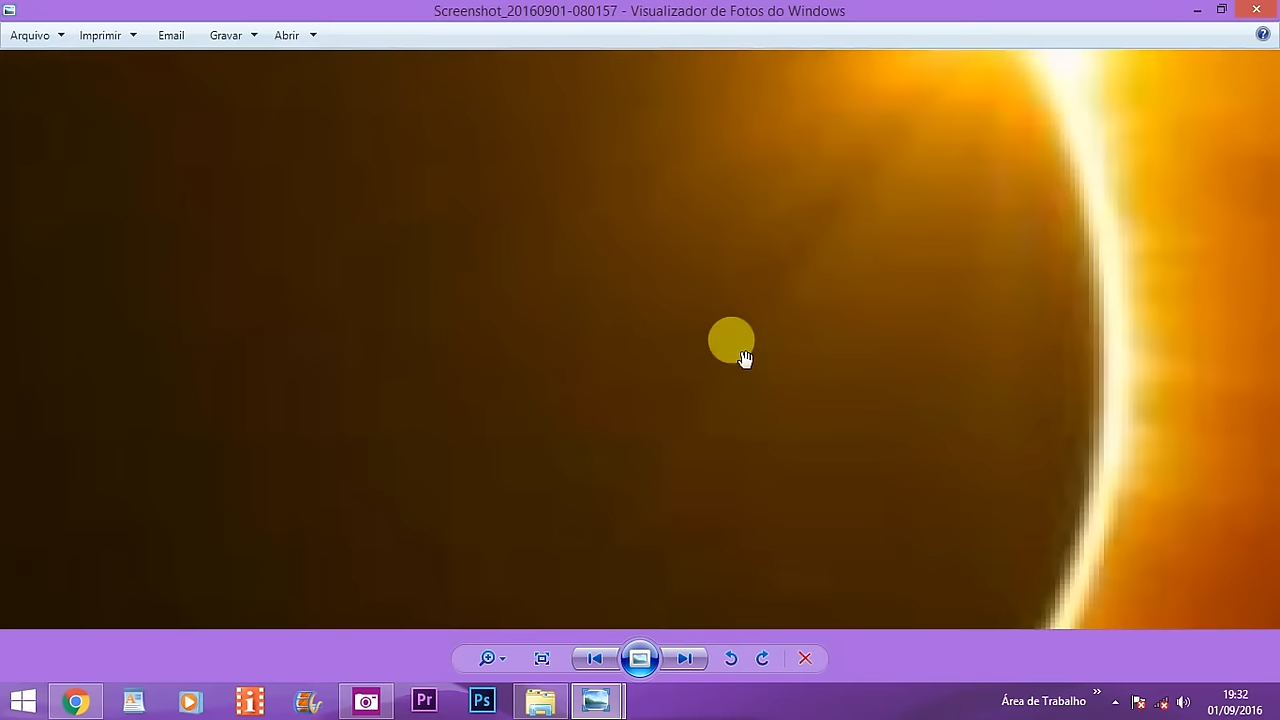 Screenshot_20160901-080157 - Visualizador de Fotos do Windows
Arquivo Imprimir Email Gravar Abrir
Pr Ps Área de Trabalho 19:32
01/09/2016